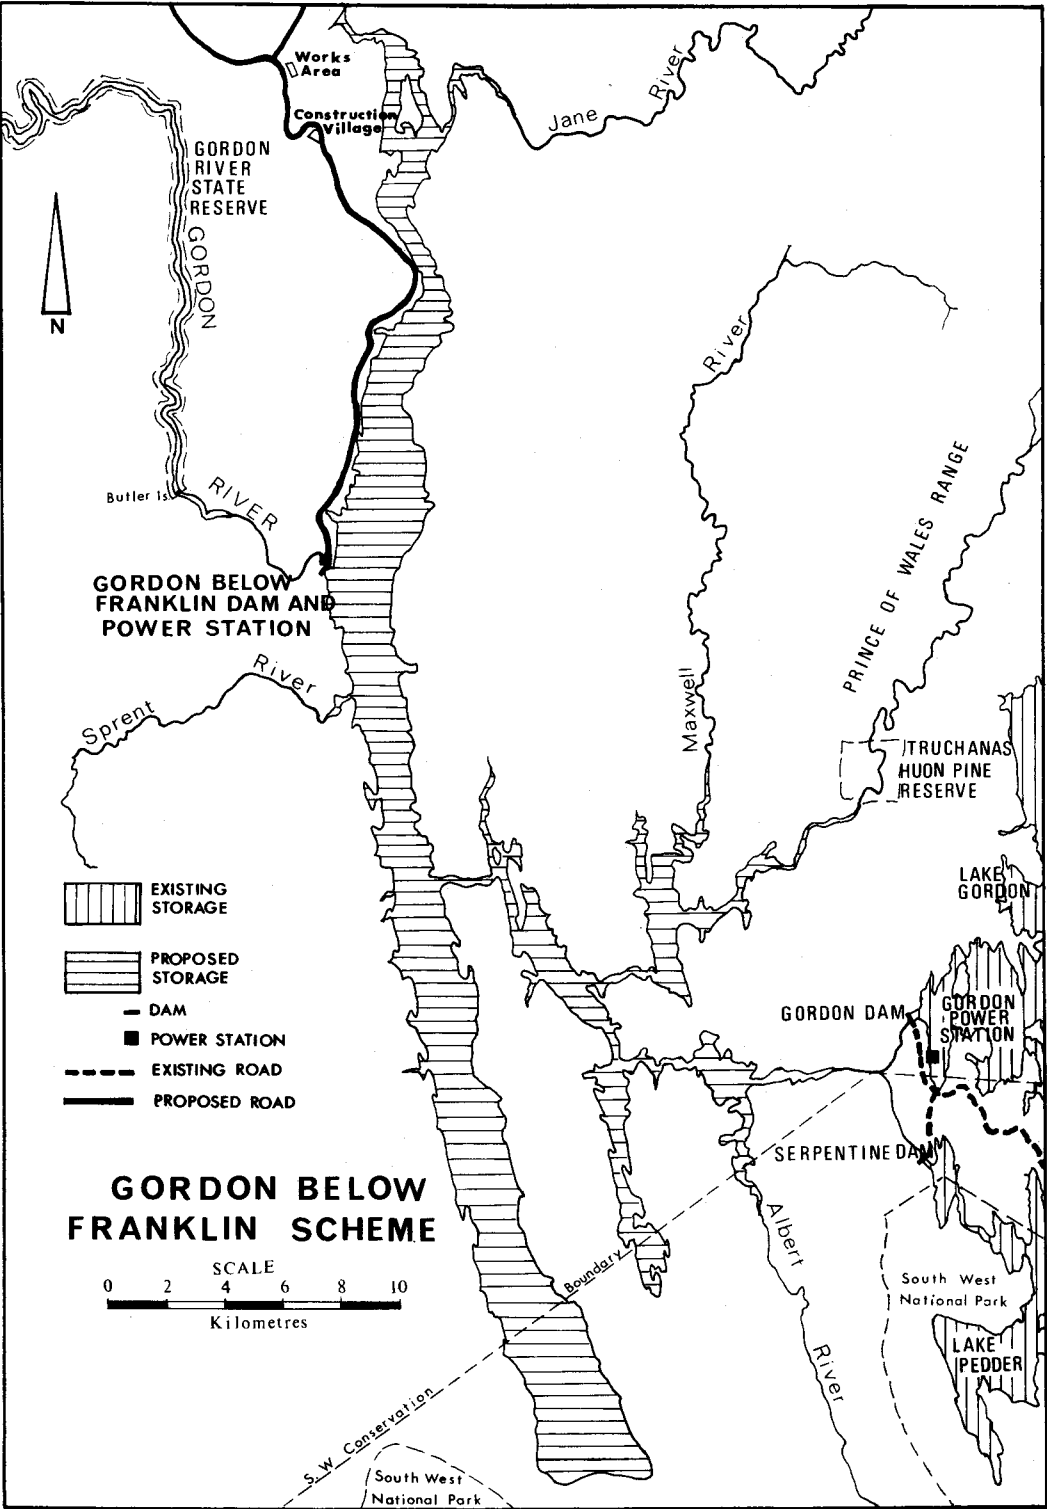 Works
Area
Construction
Village
Jane
River
GORDON
RIVER
STATE
RESERVE
GORDON
N
River
PRINCE OF WALES RANGE
Butler Is.
RIVER
GORDON BELOW
FRANKLIN DAM AND
POWER STATION
Sprent
River
Maxwell
TRUCHANAS
HUON PINE
RESERVE
LAKE
GORDON
EXISTING
STORAGE
PROPOSED
STORAGE
DAM
POWER STATION
EXISTING ROAD
PROPOSED ROAD
GORDON DAM
GORDON
POWER
STATION
SERPENTINE DAM
GORDON BELOW
FRANKLIN SCHEME
SCALE
0 2 4 6 8 10
Kilometres
Albert
River
S. W Conservation
Boundary
South West
National Park
LAKE
PEDDER
South West
National Park